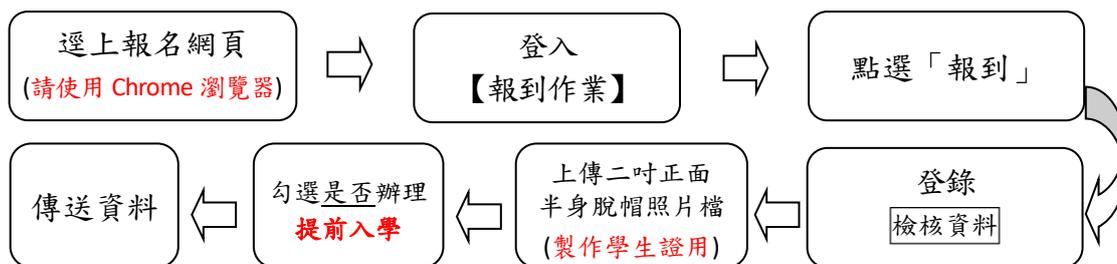 逕上報名網頁
(請使用 Chrome 瀏覽器)
登入
【報到作業】
點選「報到」
登錄
檢核資料
上傳二吋正面
半身脫帽照片檔
(製作學生證用)
勾選是否辦理
提前入學
傳送資料